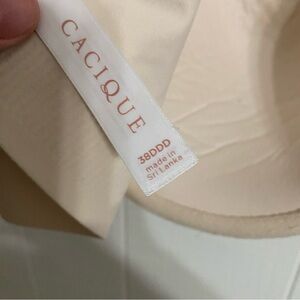 CACIQUE
38DDD
made in
Sri Lanka